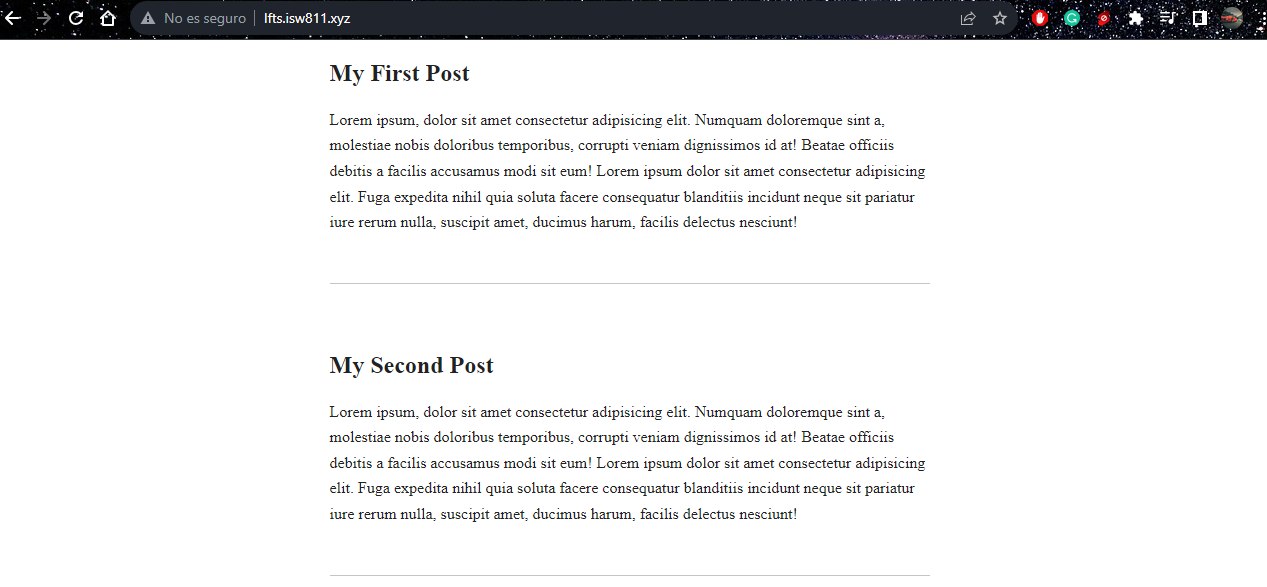 No es seguro lfts.isw811.xyz
My First Post
Lorem ipsum, dolor sit amet consectetur adipisicing elit. Numquam doloremque sint a,
molestiae nobis doloribus temporibus, corrupti veniam dignissimos id at! Beatae officiis
debitis a facilis accusamus modi sit eum! Lorem ipsum dolor sit amet consectetur adipisicing
elit. Fuga expedita nihil quia soluta facere consequatur blanditiis incidunt neque sit pariatur
iure rerum nulla, suscipit amet, ducimus harum, facilis delectus nesciunt!
My Second Post
Lorem ipsum, dolor sit amet consectetur adipisicing elit. Numquam doloremque sint a,
molestiae nobis doloribus temporibus, corrupti veniam dignissimos id at! Beatae officiis
debitis a facilis accusamus modi sit eum! Lorem ipsum dolor sit amet consectetur adipisicing
elit. Fuga expedita nihil quia soluta facere consequatur blanditiis incidunt neque sit pariatur
iure rerum nulla, suscipit amet, ducimus harum, facilis delectus nesciunt!